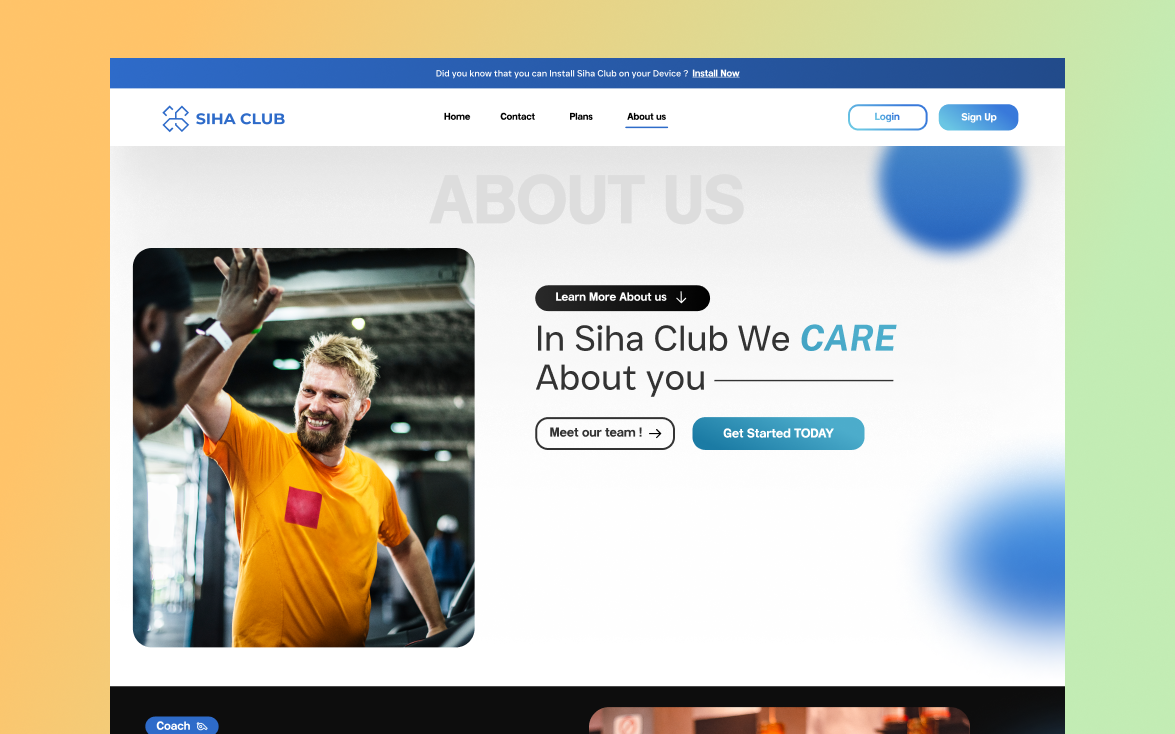 Did you know that you can Install Siha Club on your Device ? Install Now
SIHA CLUB
Home
Contact
Plans
About us
Login
Sign Up
ABOUT US
Learn More About us
In Siha Club We CARE
About you
Meet our team !
Get Started TODAY
Coach